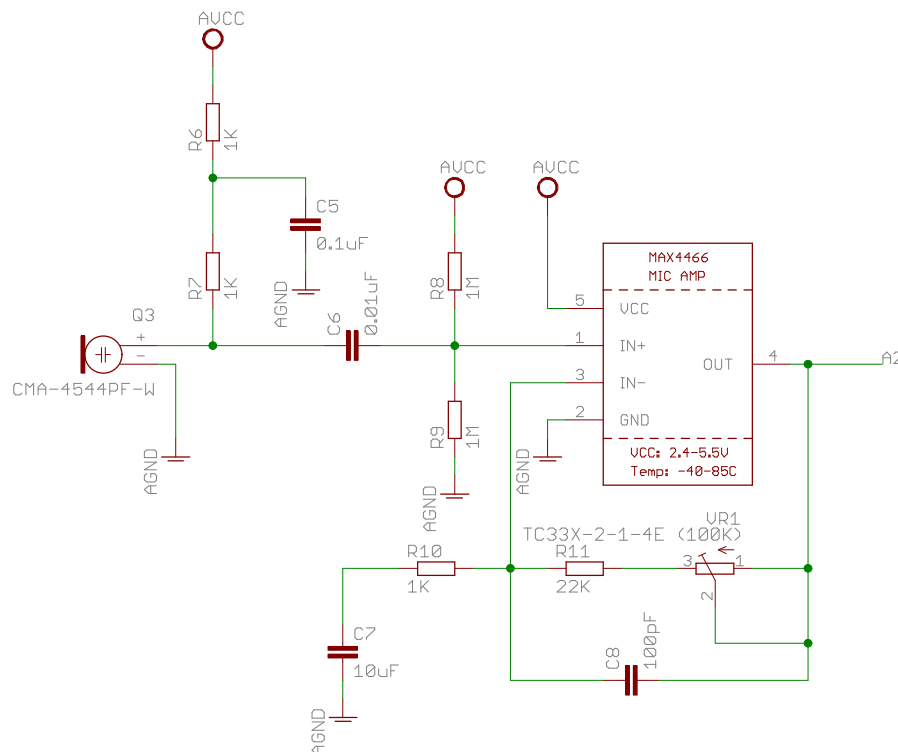 AVCC
R6
1K
C5
0.1uF
AGND
R7
1K
Q3
+
-
CMA-4544PF-W
AGND
C6
0.01uF
AVCC
R8
1M
R9
1M
AGND
AVCC
MAX4466
MIC AMP
5
VCC
1
IN+
3
IN-
2
GND
OUT
4
A2
VCC: 2.4-5.5V
Temp: -40-85C
AGND
VR1
TC33X-2-1-4E (100K)
R10
1K
R11
22K
3
1
2
C7
10uF
AGND
C8
100pF